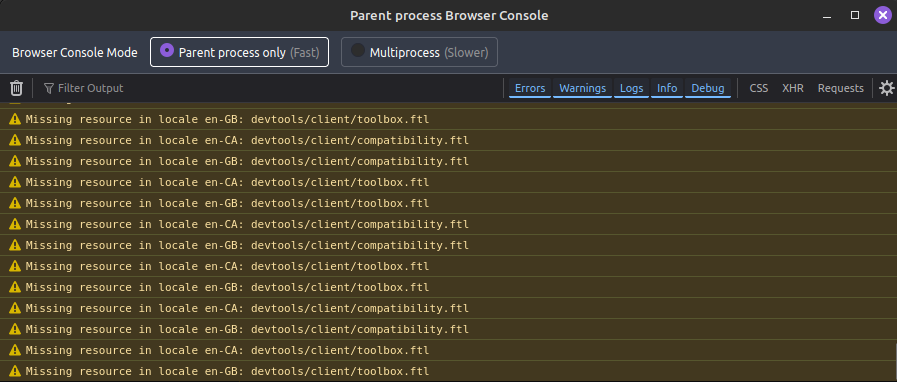 Parent process Browser Console
Browser Console Mode Parent process only (Fast) Multiprocess (Slower)
Filter Output Errors Warnings Logs Info Debug CSS XHR Requests
Missing resource in locale en-GB: devtools/client/toolbox.ftl
Missing resource in locale en-CA: devtools/client/compatibility.ftl
Missing resource in locale en-GB: devtools/client/compatibility.ftl
Missing resource in locale en-CA: devtools/client/toolbox.ftl
Missing resource in locale en-GB: devtools/client/toolbox.ftl
Missing resource in locale en-CA: devtools/client/compatibility.ftl
Missing resource in locale en-GB: devtools/client/compatibility.ftl
Missing resource in locale en-CA: devtools/client/toolbox.ftl
Missing resource in locale en-GB: devtools/client/toolbox.ftl
Missing resource in locale en-CA: devtools/client/compatibility.ftl
Missing resource in locale en-GB: devtools/client/compatibility.ftl
Missing resource in locale en-CA: devtools/client/toolbox.ftl
Missing resource in locale en-GB: devtools/client/toolbox.ftl